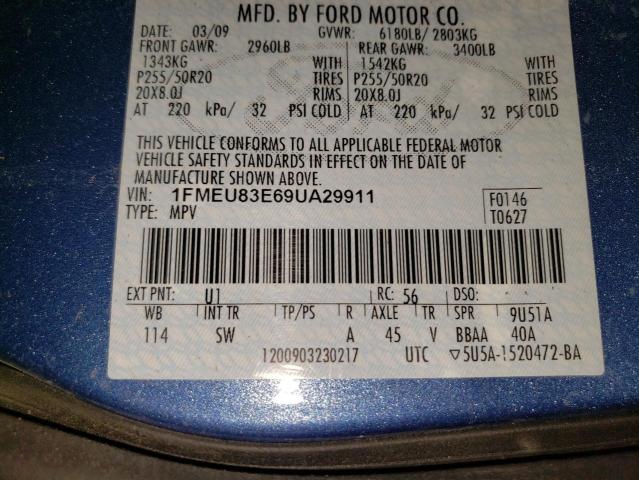 MFD. BY FORD MOTOR CO.
DATE: 03/09 GVWR: 6180LB/ 2803KG
FRONT GAWR: 2960LB REAR GAWR: 3400LB
1343KG WITH 1542KG WITH
P255/50R20 TIRES P255/50R20 TIRES
20X8.0J RIMS 20X8.0J RIMS
AT 220 kPa/ 32 PSI COLD AT 220 kPa/ 32 PSI COLD
THIS VEHICLE CONFORMS TO ALL APPLICABLE FEDERAL MOTOR
VEHICLE SAFETY STANDARDS IN EFFECT ON THE DATE OF
MANUFACTURE SHOWN ABOVE.
VIN: 1FMEU83E69UA29911 F0146
TYPE: MPV T0627
EXT PNT: U1 RC: 56 DSO:
WB INT TR TP/PS R AXLE TR SPR 9U51A
114 SW A 45 V BBAA 40A
1200903230217 UTC ▽5U5A-1520472-BA